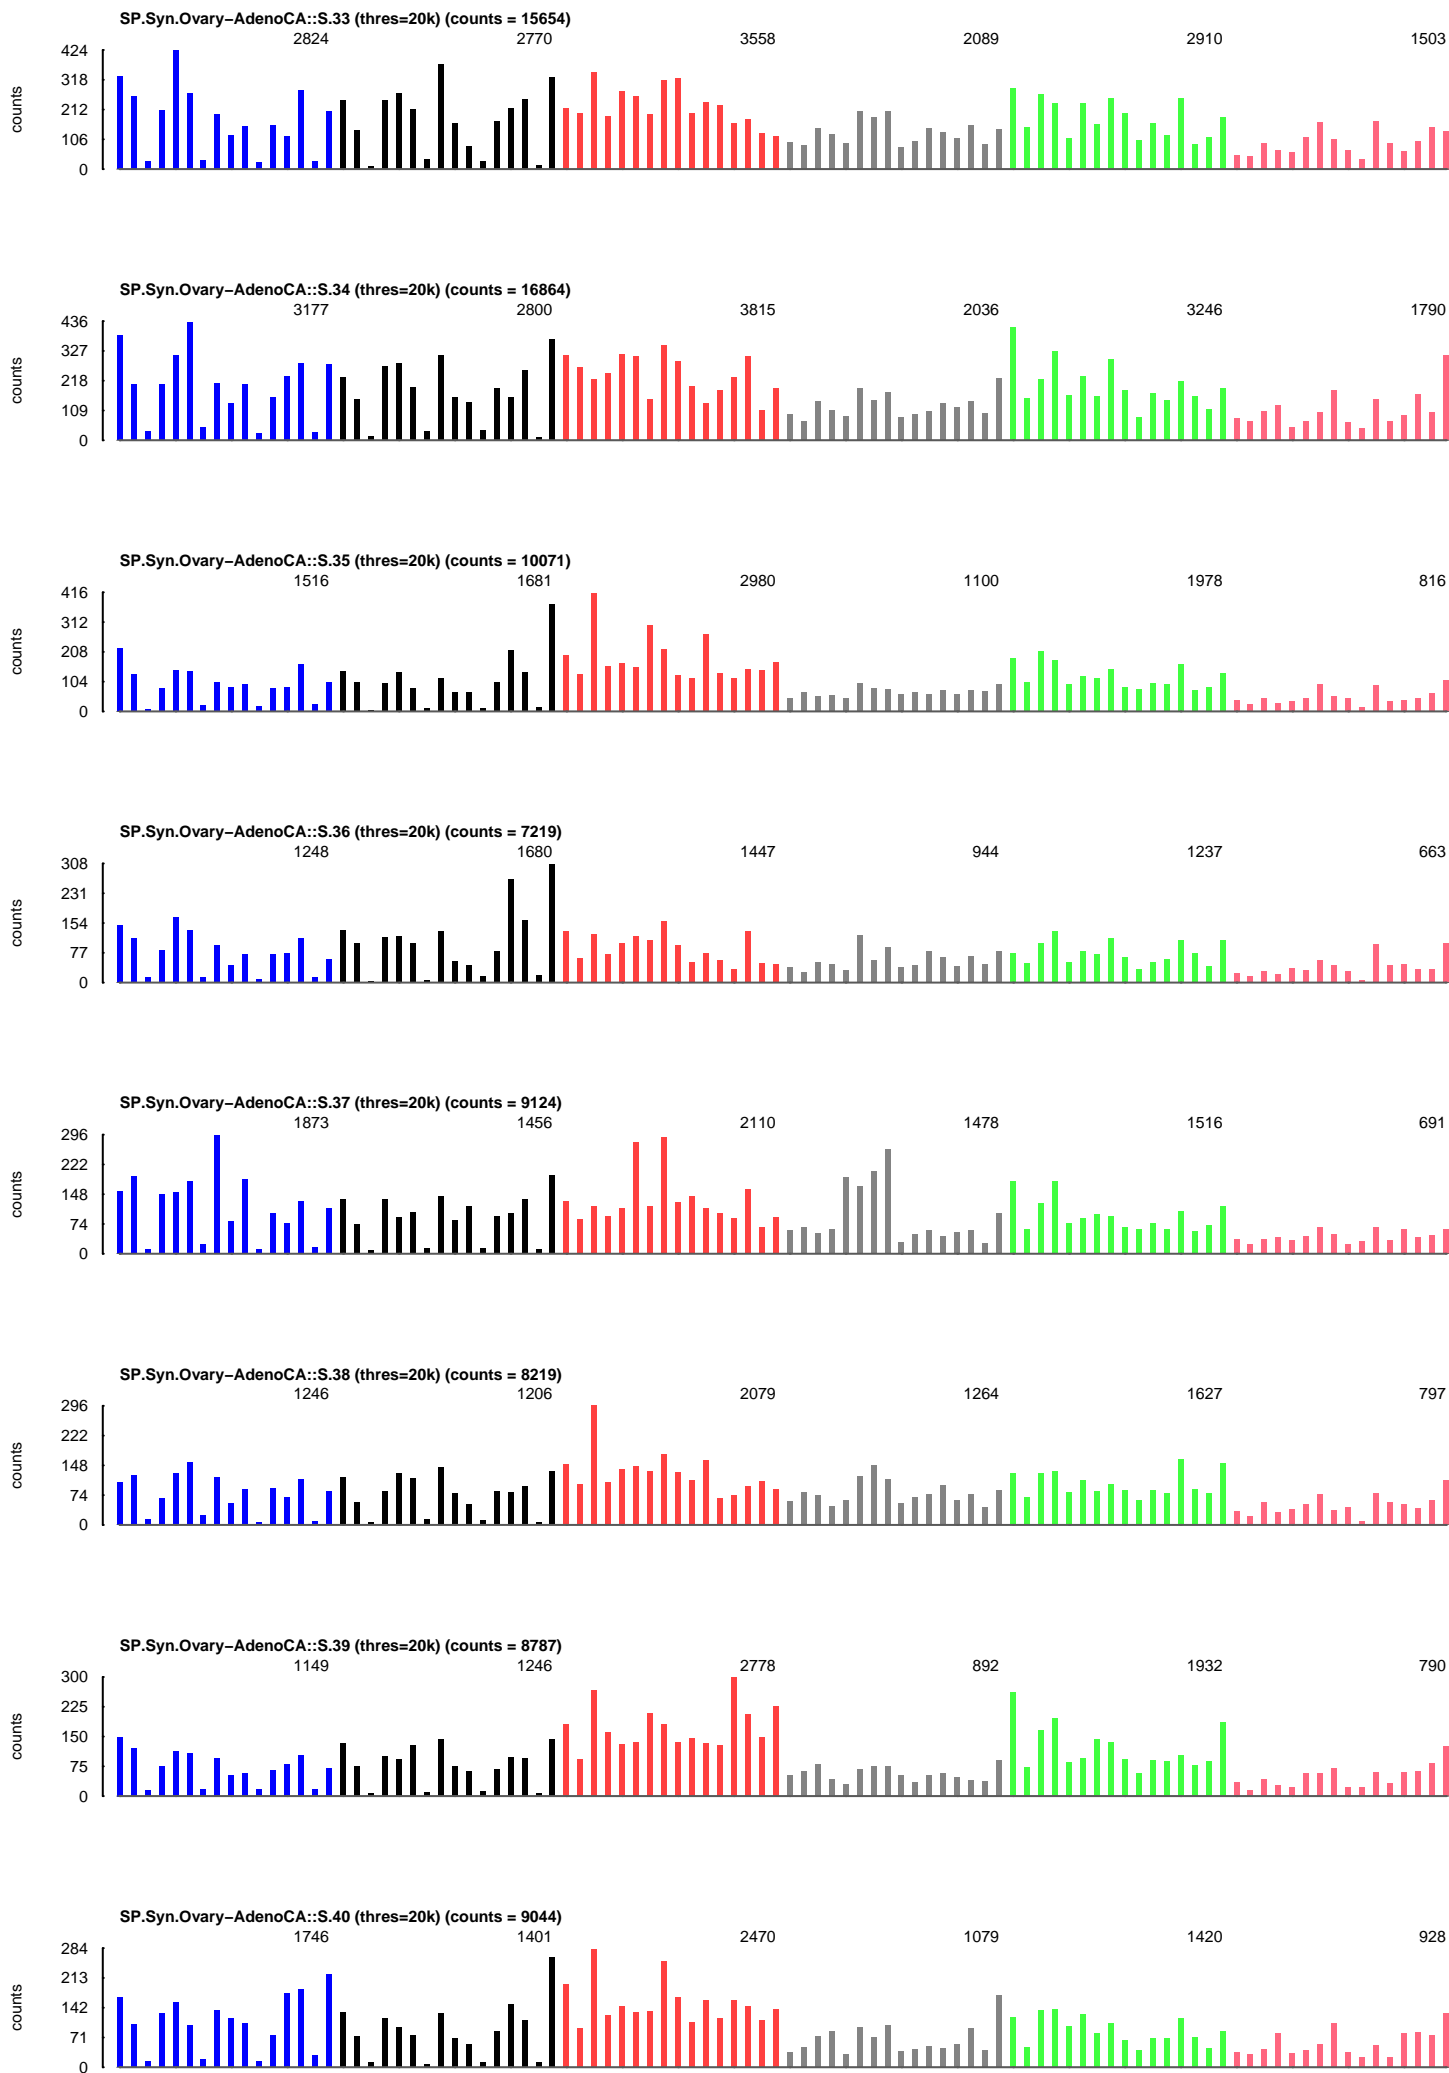 SP.Syn.Ovary−AdenoCA::S.33 (thres=20k) (counts = 15654)
2824 2770 3558 2089 2910 1503
424
318
212
106
0
counts
SP.Syn.Ovary−AdenoCA::S.34 (thres=20k) (counts = 16864)
3177 2800 3815 2036 3246 1790
436
327
218
109
0
counts
SP.Syn.Ovary−AdenoCA::S.35 (thres=20k) (counts = 10071)
1516 1681 2980 1100 1978 816
416
312
208
104
0
counts
SP.Syn.Ovary−AdenoCA::S.36 (thres=20k) (counts = 7219)
1248 1680 1447 944 1237 663
308
231
154
77
0
counts
SP.Syn.Ovary−AdenoCA::S.37 (thres=20k) (counts = 9124)
1873 1456 2110 1478 1516 691
296
222
148
74
0
counts
SP.Syn.Ovary−AdenoCA::S.38 (thres=20k) (counts = 8219)
1246 1206 2079 1264 1627 797
296
222
148
74
0
counts
SP.Syn.Ovary−AdenoCA::S.39 (thres=20k) (counts = 8787)
1149 1246 2778 892 1932 790
300
225
150
75
0
counts
SP.Syn.Ovary−AdenoCA::S.40 (thres=20k) (counts = 9044)
1746 1401 2470 1079 1420 928
284
213
142
71
0
counts